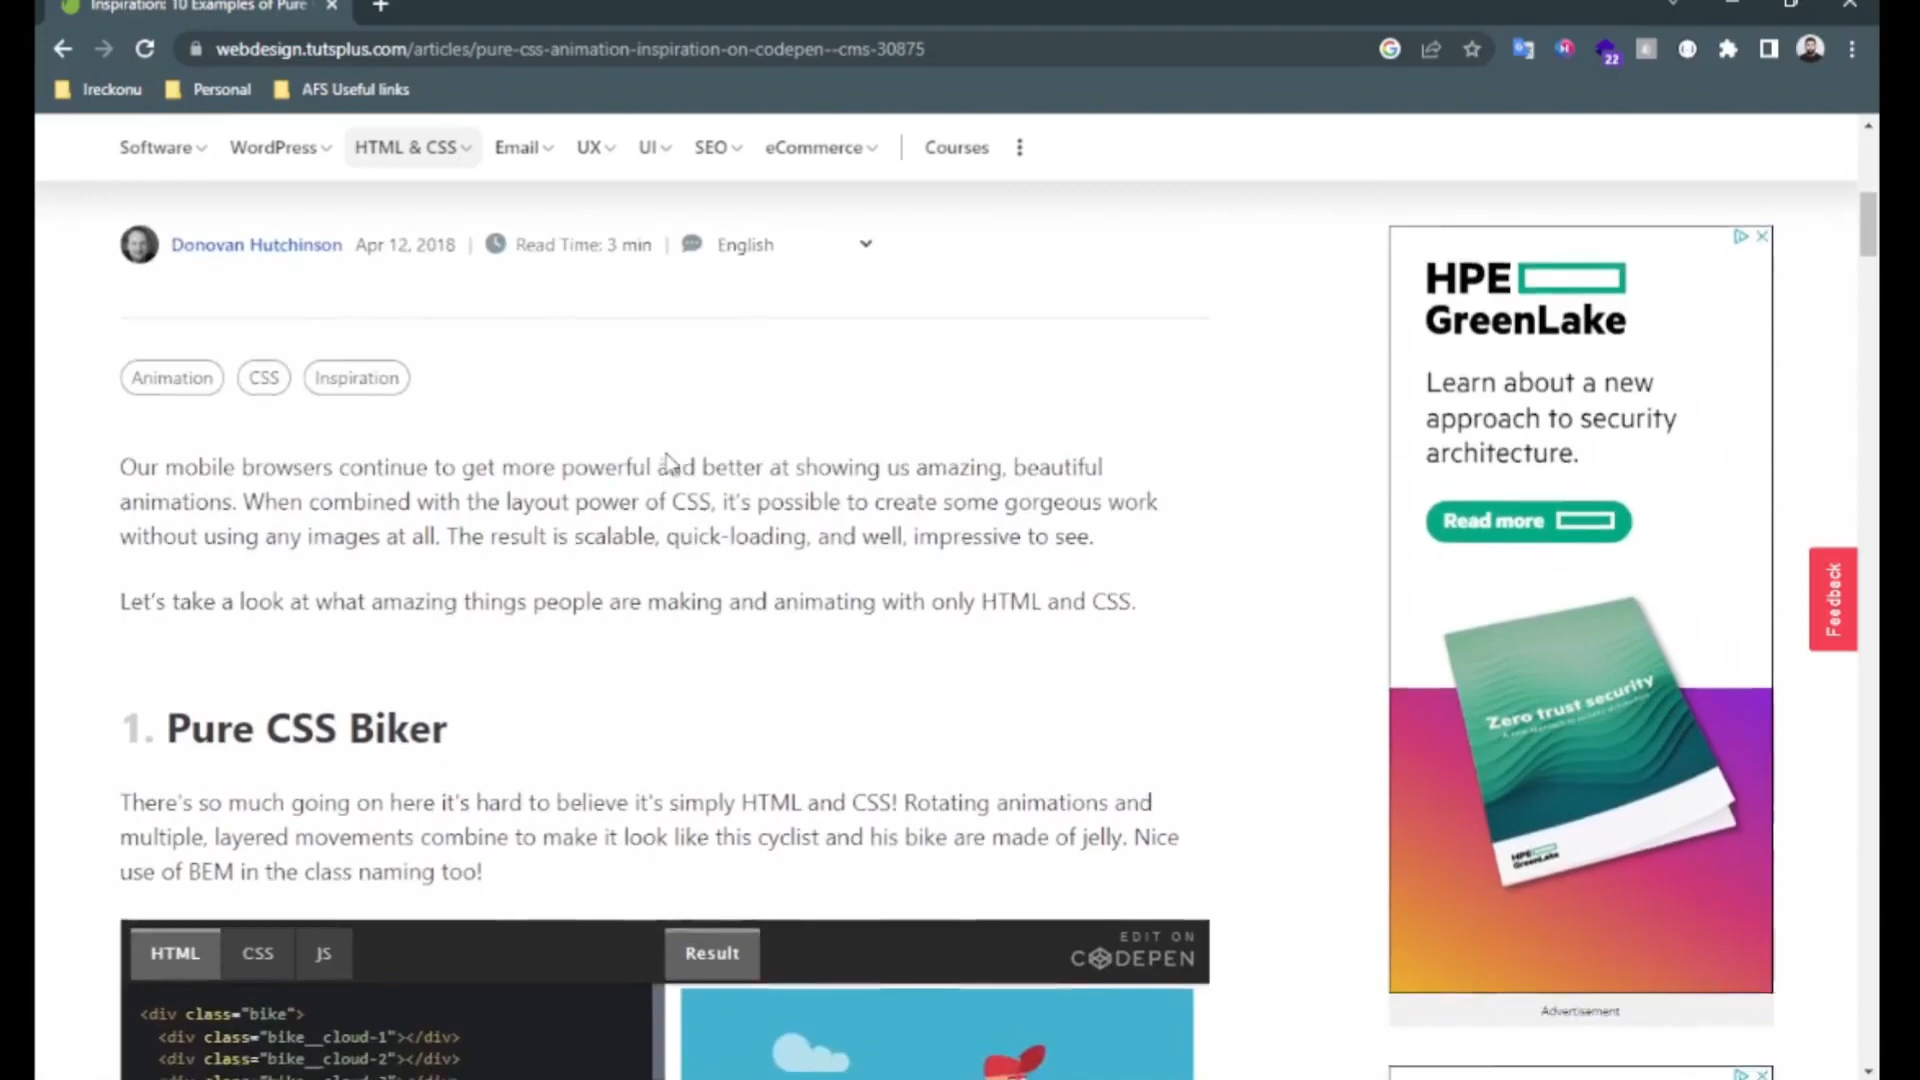 Inspiration: 10 Examples of Pure
webdesign.tutsplus.com/articles/pure-css-animation-inspiration-on-codepen--cms-30875
22
Ireckonu
Personal
AFS Useful links
Software
WordPress
HTML & CSS
Email
UX
UI
SEO
eCommerce
Courses
Donovan Hutchinson Apr 12, 2018 | Read Time: 3 min | English
Animation
CSS
Inspiration
Our mobile browsers continue to get more powerful and better at showing us amazing, beautiful
animations. When combined with the layout power of CSS, it's possible to create some gorgeous work
without using any images at all. The result is scalable, quick-loading, and well, impressive to see.
Let's take a look at what amazing things people are making and animating with only HTML and CSS.
1. Pure CSS Biker
There's so much going on here it's hard to believe it's simply HTML and CSS! Rotating animations and
multiple, layered movements combine to make it look like this cyclist and his bike are made of jelly. Nice
use of BEM in the class naming too!
HTML
CSS
JS
Result
EDIT ON
CODEPEN
<div class="bike">
<div class="bike__cloud-1"></div>
<div class="bike__cloud-2"></div>
HPE
GreenLake
Learn about a new
approach to security
architecture.
Read more
Zero trust security
HPE
GreenLake
Advertisement
Feedback